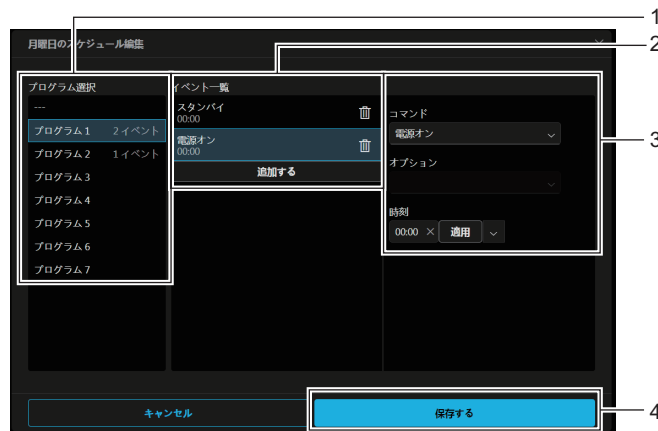 1
月曜日のスケジュール編集
2
プログラム選択
イベント一覧
---
スタンバイ
00:00
コマンド
プログラム 1 2 イベント
電源オン
3
電源オン
00:00
プログラム 2 1 イベント
オプション
追加する
プログラム 3
プログラム 4
時刻
プログラム 5
00:00 × 適用
プログラム 6
プログラム 7
キャンセル
保存する
4